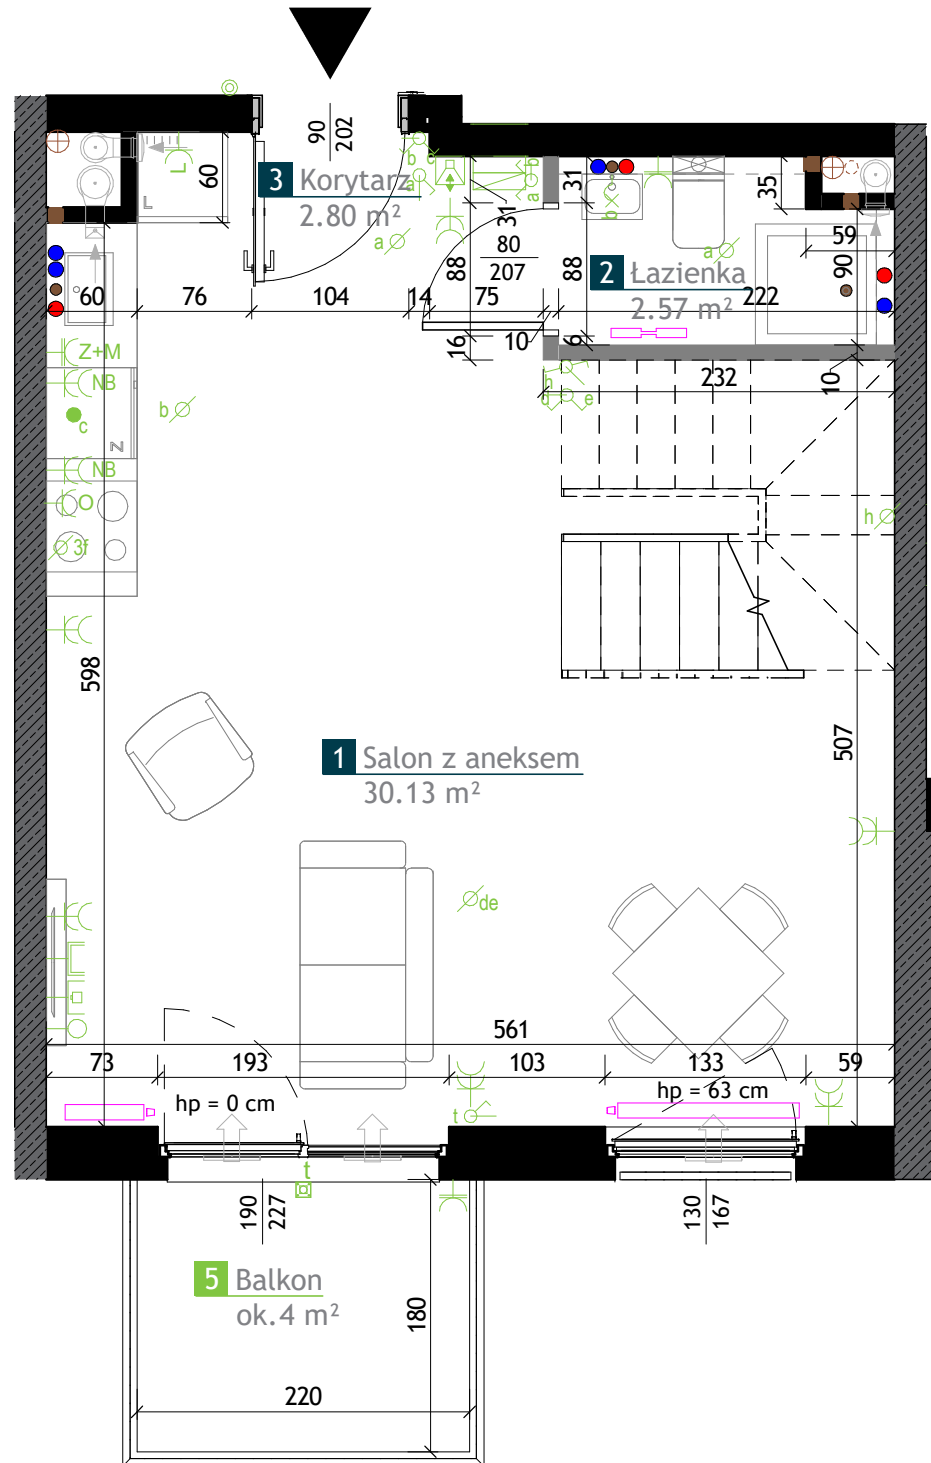 90
202
b
c
a
b
a
L
60
L
3 Korytarz
2.80 m²
a
31
31
35
b
59
80
207
88
88
90
a
2 Łazienka
2.57 m²
60
76
104
14
75
10
222
16
6
Z+M
NB
c
Z
NB
O
3f
b
h
d
e
232
10
h
598
507
1 Salon z aneksem
30.13 m²
de
561
73
193
103
133
59
hp = 0 cm
hp = 63 cm
t
t
190
227
130
167
5 Balkon
ok.4 m²
180
220